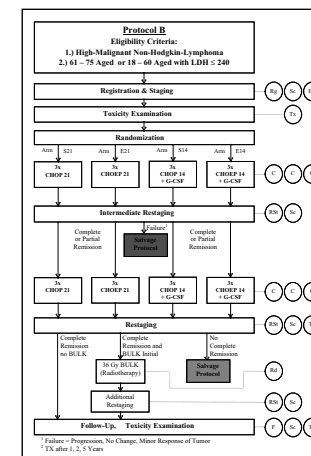 Protocol B
Eligibility Criteria:
1.) High-Malignant Non-Hodgkin-Lymphoma
2.) 61 – 75 Aged or 18 – 60 Aged with LDH ≤ 240
Registration & Staging
Rg Sc
Toxicity Examination
Tx
Randomization
Arm S21 Arm E21 Arm S14 Arm E14
3x 3x 3x 3x
CHOP 21 CHOEP 21 CHOP 14 CHOEP 14
+ G-CSF + G-CSF
C C
Intermediate Restaging
RSt Sc
Failure¹
Complete Complete
or Partial or Partial
Remission Remission
Salvage
Protocol
3x 3x 3x 3x
CHOP 21 CHOEP 21 CHOP 14 CHOEP 14
+ G-CSF + G-CSF
C C
Restaging
RSt Sc
Complete Complete No
Remission Remission and Complete
no BULK BULK Initial Remission
36 Gy BULK Salvage
(Radiotherapy) Protocol
Rd
Additional
Restaging
RSt Sc
Follow-Up, Toxicity Examination
F Sc
¹ Failure = Progression, No Change, Minor Response of Tumor
² TX after 1, 2, 5 Years